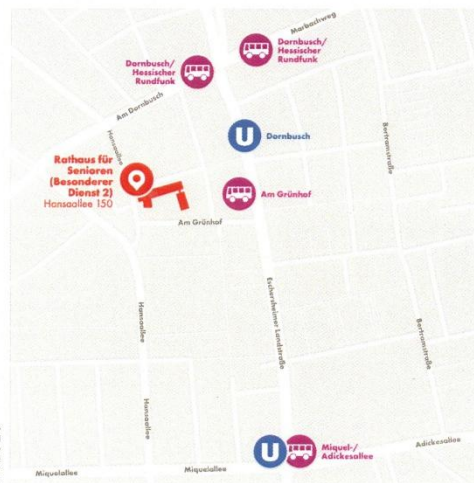 Marbachweg
Dornbusch/
Hessischer
Rundfunk
Dornbusch/
Hessischer
Rundfunk
Am Dornbusch
Hansaallee
U
Dornbusch
Bertramstraße
Rathaus für
Senioren
(Besonderer
Dienst 2)
Hansaallee 150
Am Grünhof
Am Grünhof
Eschersheimer Landstraße
Hansaallee
Bertramstraße
Hansaallee
U
Miquel-/
Adickesallee
Adickesallee
Miquelallee
Miquelallee